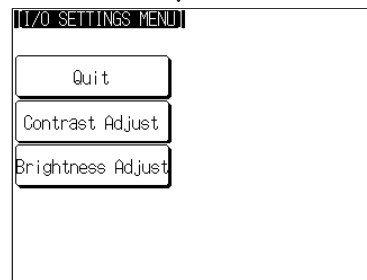 [I/O SETTINGS MENU]
Quit
Contrast Adjust
Brightness Adjust